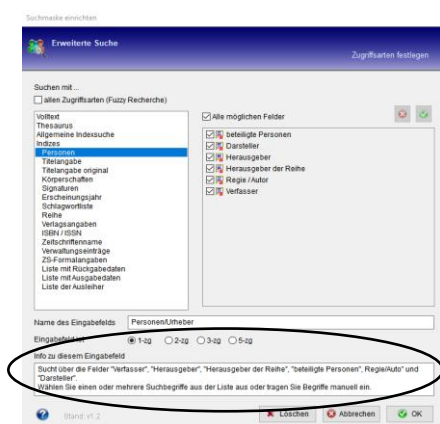 Suchmaske einrichten
Erweiterte Suche
Zugriffsarten festlegen
Suchen mit ...
allen Zugriffsarten (Fuzzy Recherche)
Volltext
Thesaurus
Allgemeine Indexsuche
Indizes
Personen
Titelangabe
Titelangabe original
Körperschaften
Signaturen
Erscheinungsjahr
Schlagwortliste
Reihe
Verlagsangaben
ISBN / ISSN
Zeitschriftenname
Verwaltungseinträge
ZS-Formalangaben
Liste mit Rückgabedaten
Liste mit Ausgabedaten
Liste der Ausleiher
Alle möglichen Felder
beteiligte Personen
Darsteller
Herausgeber
Herausgeber der Reihe
Regie / Autor
Verfasser
Name des Eingabefelds Personen/Urheber
Eingabefeld ist 1-zg 2-zg 3-zg 5-zg
Info zu diesem Eingabefeld
Sucht über die Felder "Verfasser", "Herausgeber", "Herausgeber der Reihe", "beteiligte Personen", Regie/Auto" und
"Darsteller".
Wählen Sie einen oder mehrere Suchbegriffe aus der Liste aus oder tragen Sie Begriffe manuell ein.
v1.2 Löschen Abbrechen OK